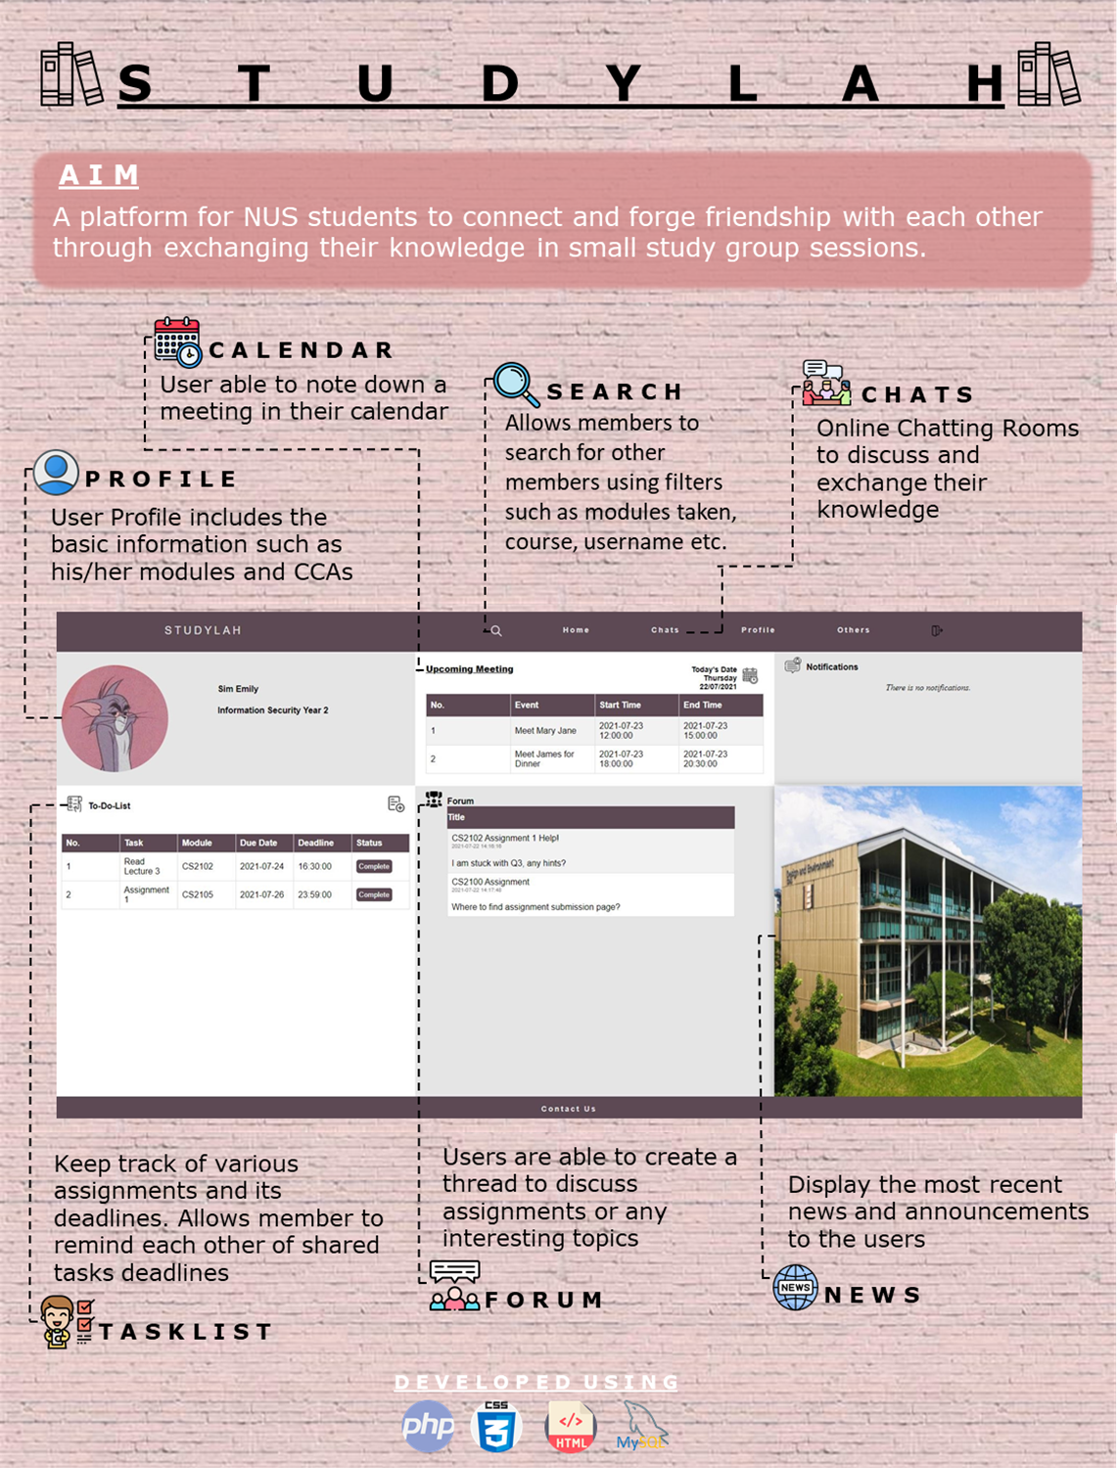 S T U D Y L A H
A I M
A platform for NUS students to connect and forge friendship with each other
through exchanging their knowledge in small study group sessions.
CALENDAR
User able to note down a
meeting in their calendar
SEARCH
Allows members to
search for other
members using filters
such as modules taken,
course, username etc.
CHATS
Online Chatting Rooms
to discuss and
exchange their
knowledge
PROFILE
User Profile includes the
basic information such as
his/her modules and CCAs
STUDYLAH
Home
Chats
Profile
Others
Sim Emily
Information Security Year 2
Upcoming Meeting
Today's Date
Thursday
22/07/2021
No. Event Start Time End Time
1 Meet Mary Jane 2021-07-23 12:00:00 2021-07-23 15:00:00
2 Meet James for Dinner 2021-07-23 18:00:00 2021-07-23 20:30:00
Notifications
There is no notifications.
To-Do-List
No. Task Module Due Date Deadline Status
1 Read Lecture 3 CS2102 2021-07-24 16:30:00 Complete
2 Assignment 1 CS2105 2021-07-26 23:59:00 Complete
Forum
Title
CS2102 Assignment 1 Help!
I am stuck with Q3, any hints?
CS2100 Assignment
2021-07-22 14:17:46
Where to find assignment submission page?
Design and Environment
Contact Us
Keep track of various
assignments and its
deadlines. Allows member to
remind each other of shared
tasks deadlines
TASKLIST
Users are able to create a
thread to discuss
assignments or any
interesting topics
FORUM
Display the most recent
news and announcements
to the users
NEWS
NEWS
DEVELOPED USING
php
CSS
3
</>
HTML
MySQL